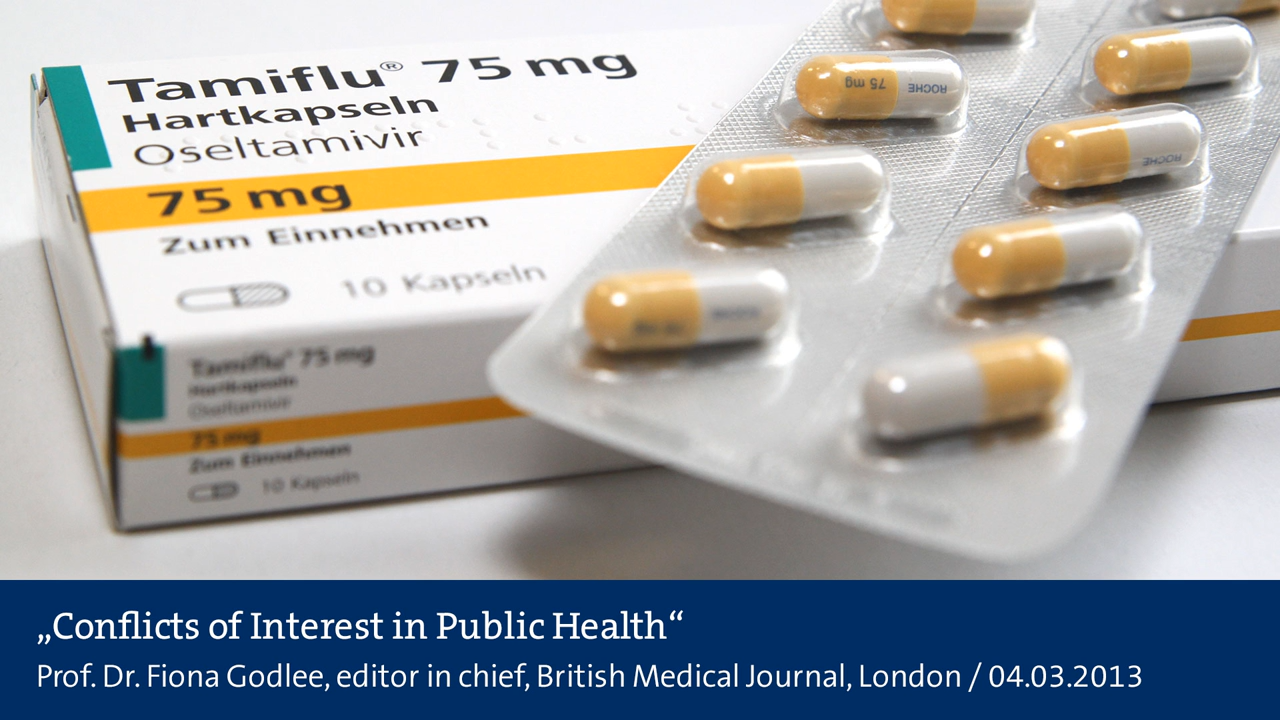 Tamiflu® 75 mg
Hartkapseln
Oseltamivir
75 mg
Zum Einnehmen
10 Kapseln
Tamiflu® 75 mg
Hartkapseln
Oseltamivir
75 mg
Zum Einnehmen
10 Kapseln
75 mg ROCHE
ROCHE
„Conflicts of Interest in Public Health“
Prof. Dr. Fiona Godlee, editor in chief, British Medical Journal, London / 04.03.2013